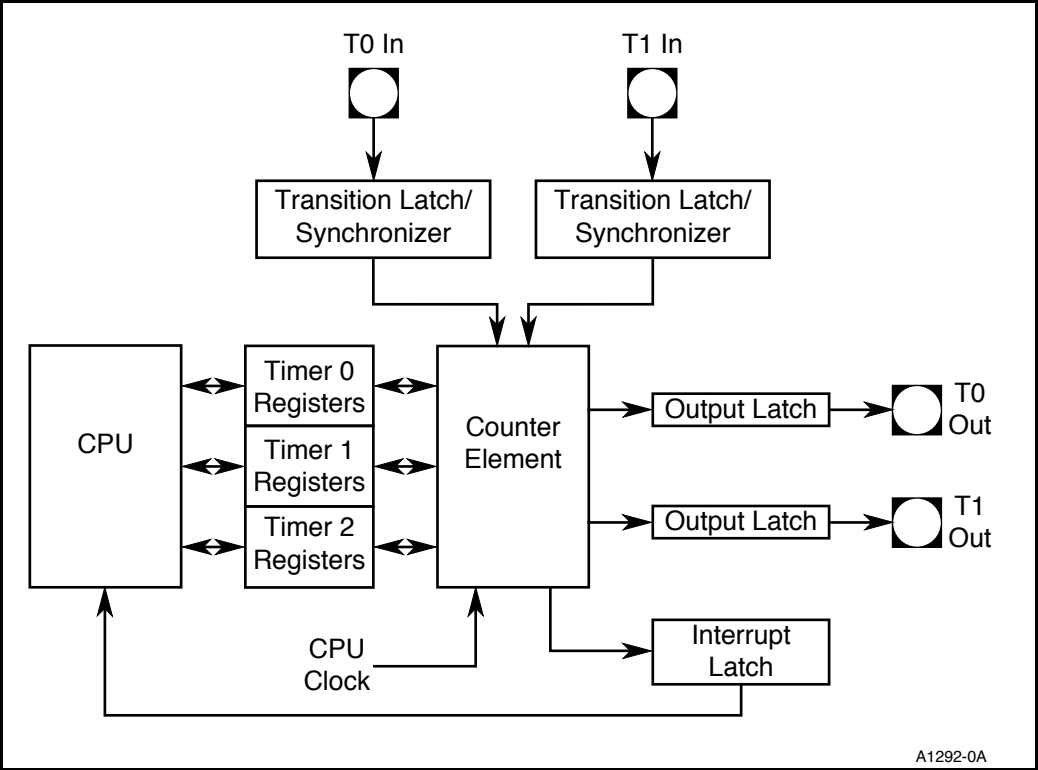 T0 In
T1 In
Transition Latch/
Synchronizer
Transition Latch/
Synchronizer
CPU
Timer 0
Registers
Timer 1
Registers
Timer 2
Registers
Counter
Element
Output Latch
T0
Out
Output Latch
T1
Out
CPU
Clock
Interrupt
Latch
A1292-0A